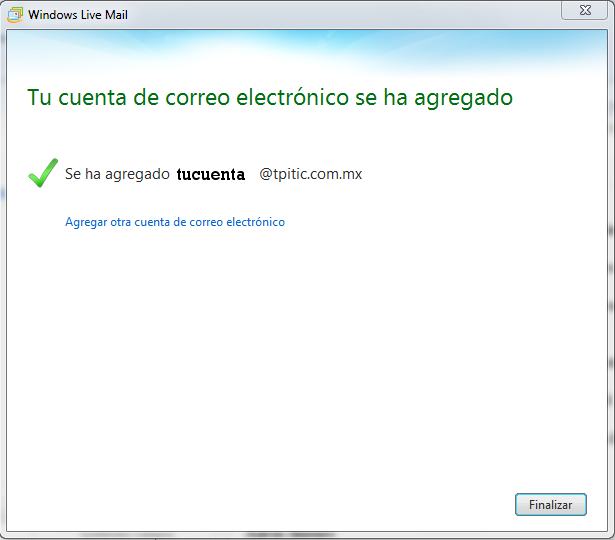 Windows Live Mail
Tu cuenta de correo electrónico se ha agregado
Se ha agregado tucuenta @tpitic.com.mx
Agregar otra cuenta de correo electrónico
Finalizar